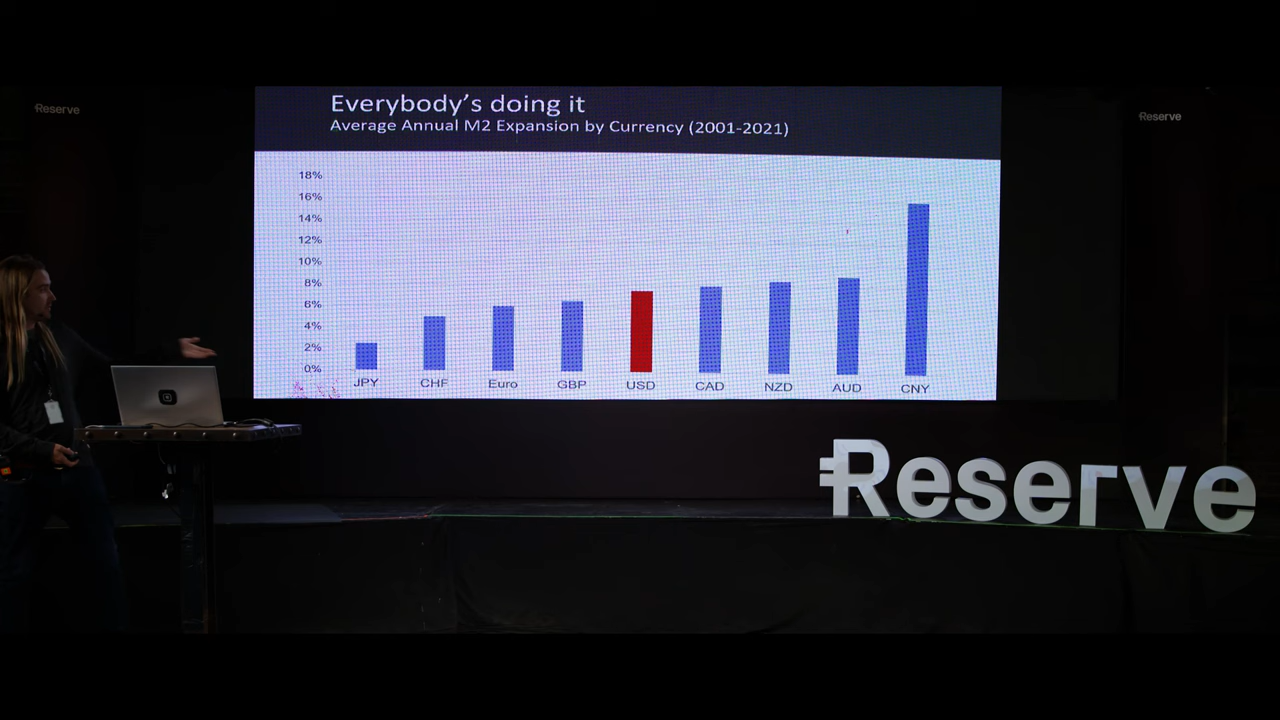 Reserve
Everybody's doing it
Average Annual M2 Expansion by Currency (2001-2021)
Reserve
18%
16%
14%
12%
10%
8%
6%
4%
2%
0%
JPY CHF Euro GBP USD CAD NZD AUD CNY
Reserve